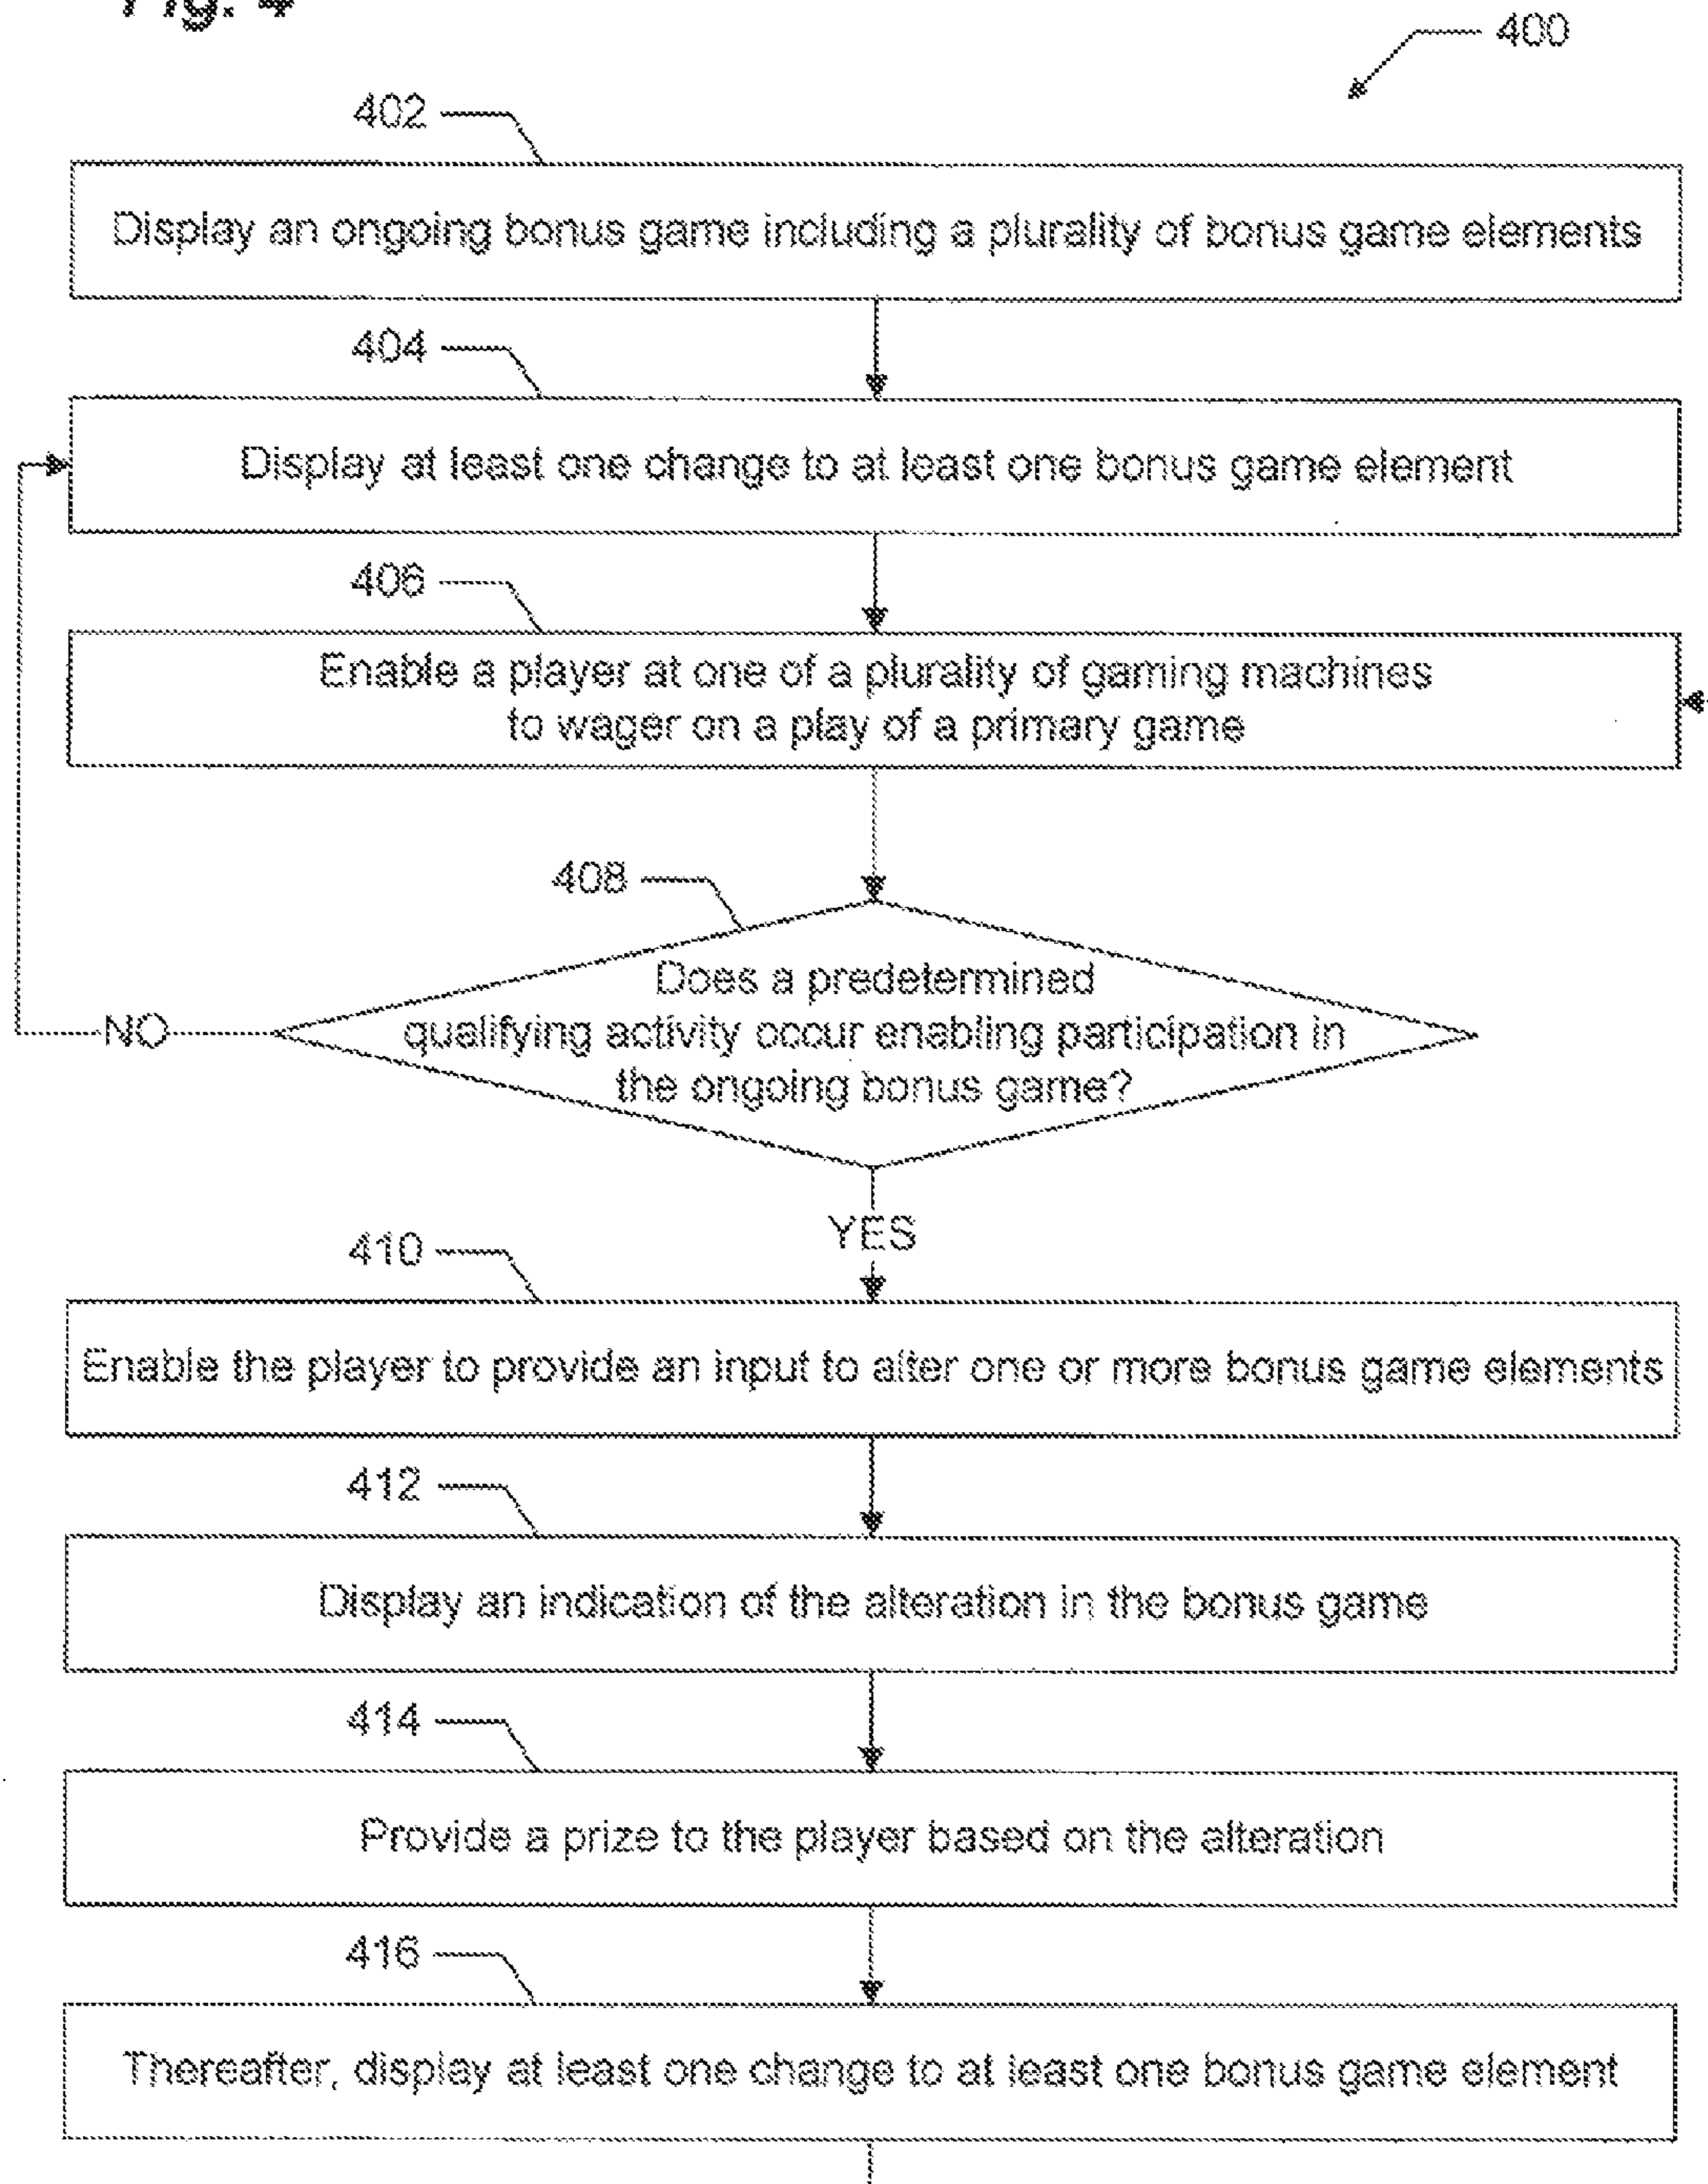 Fig. 4
400
402
Display an ongoing bonus game including a plurality of bonus game elements
404
Display at least one change to at least one bonus game element
406
Enable a player at one of a plurality of gaming machines
to wager on a play of a primary game
408
Does a predetermined
qualifying activity occur enabling participation in
the ongoing bonus game?
NO
YES
410
Enable the player to provide an input to alter one or more bonus game elements
412
Display an indication of the alteration in the bonus game
414
Provide a prize to the player based on the alteration
416
Thereafter, display at least one change to at least one bonus game element